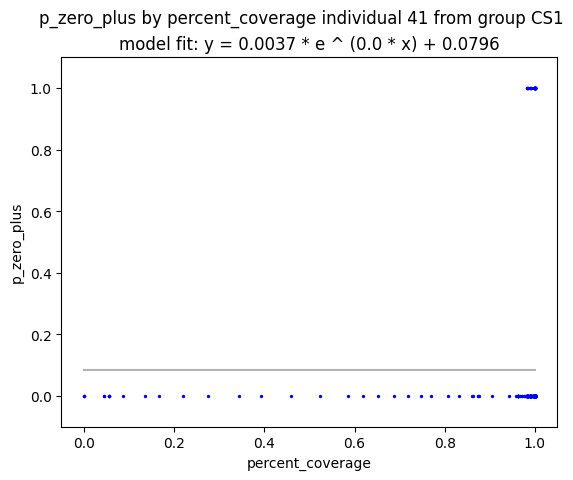 p_zero_plus by percent_coverage individual 41 from group CS1
model fit: y = 0.0037 * e ^ (0.0 * x) + 0.0796
1.0
0.8
0.6
0.4
0.2
0.0
p_zero_plus
0.0 0.2 0.4 0.6 0.8 1.0
percent_coverage